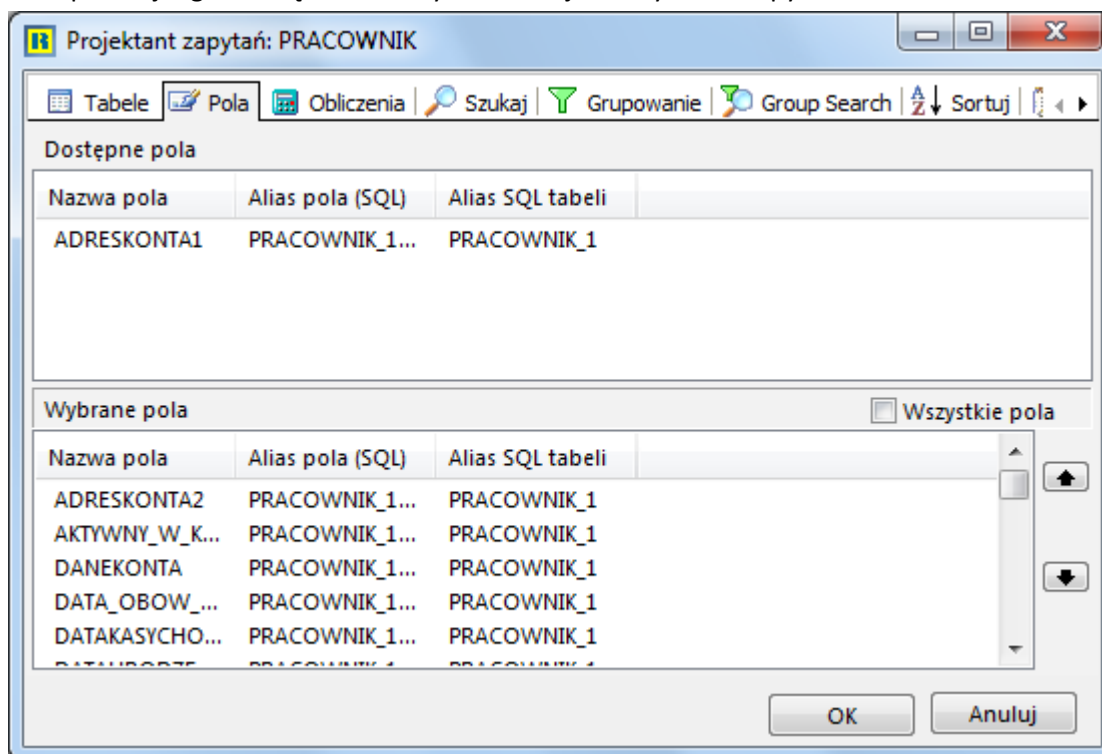 Projektant zapytań: PRACOWNIK
Tabele Pola Obliczenia Szukaj Grupowanie Group Search Sortuj
Dostępne pola
Nazwa pola Alias pola (SQL) Alias SQL tabeli
ADRESKONTA1 PRACOWNIK_1... PRACOWNIK_1
Wybrane pola Wszystkie pola
Nazwa pola Alias pola (SQL) Alias SQL tabeli
ADRESKONTA2 PRACOWNIK_1... PRACOWNIK_1
AKTYWNY_W_K... PRACOWNIK_1... PRACOWNIK_1
DANEKONTA PRACOWNIK_1... PRACOWNIK_1
DATA_OBOW_... PRACOWNIK_1... PRACOWNIK_1
DATAKASYCHO... PRACOWNIK_1... PRACOWNIK_1
OK Anuluj